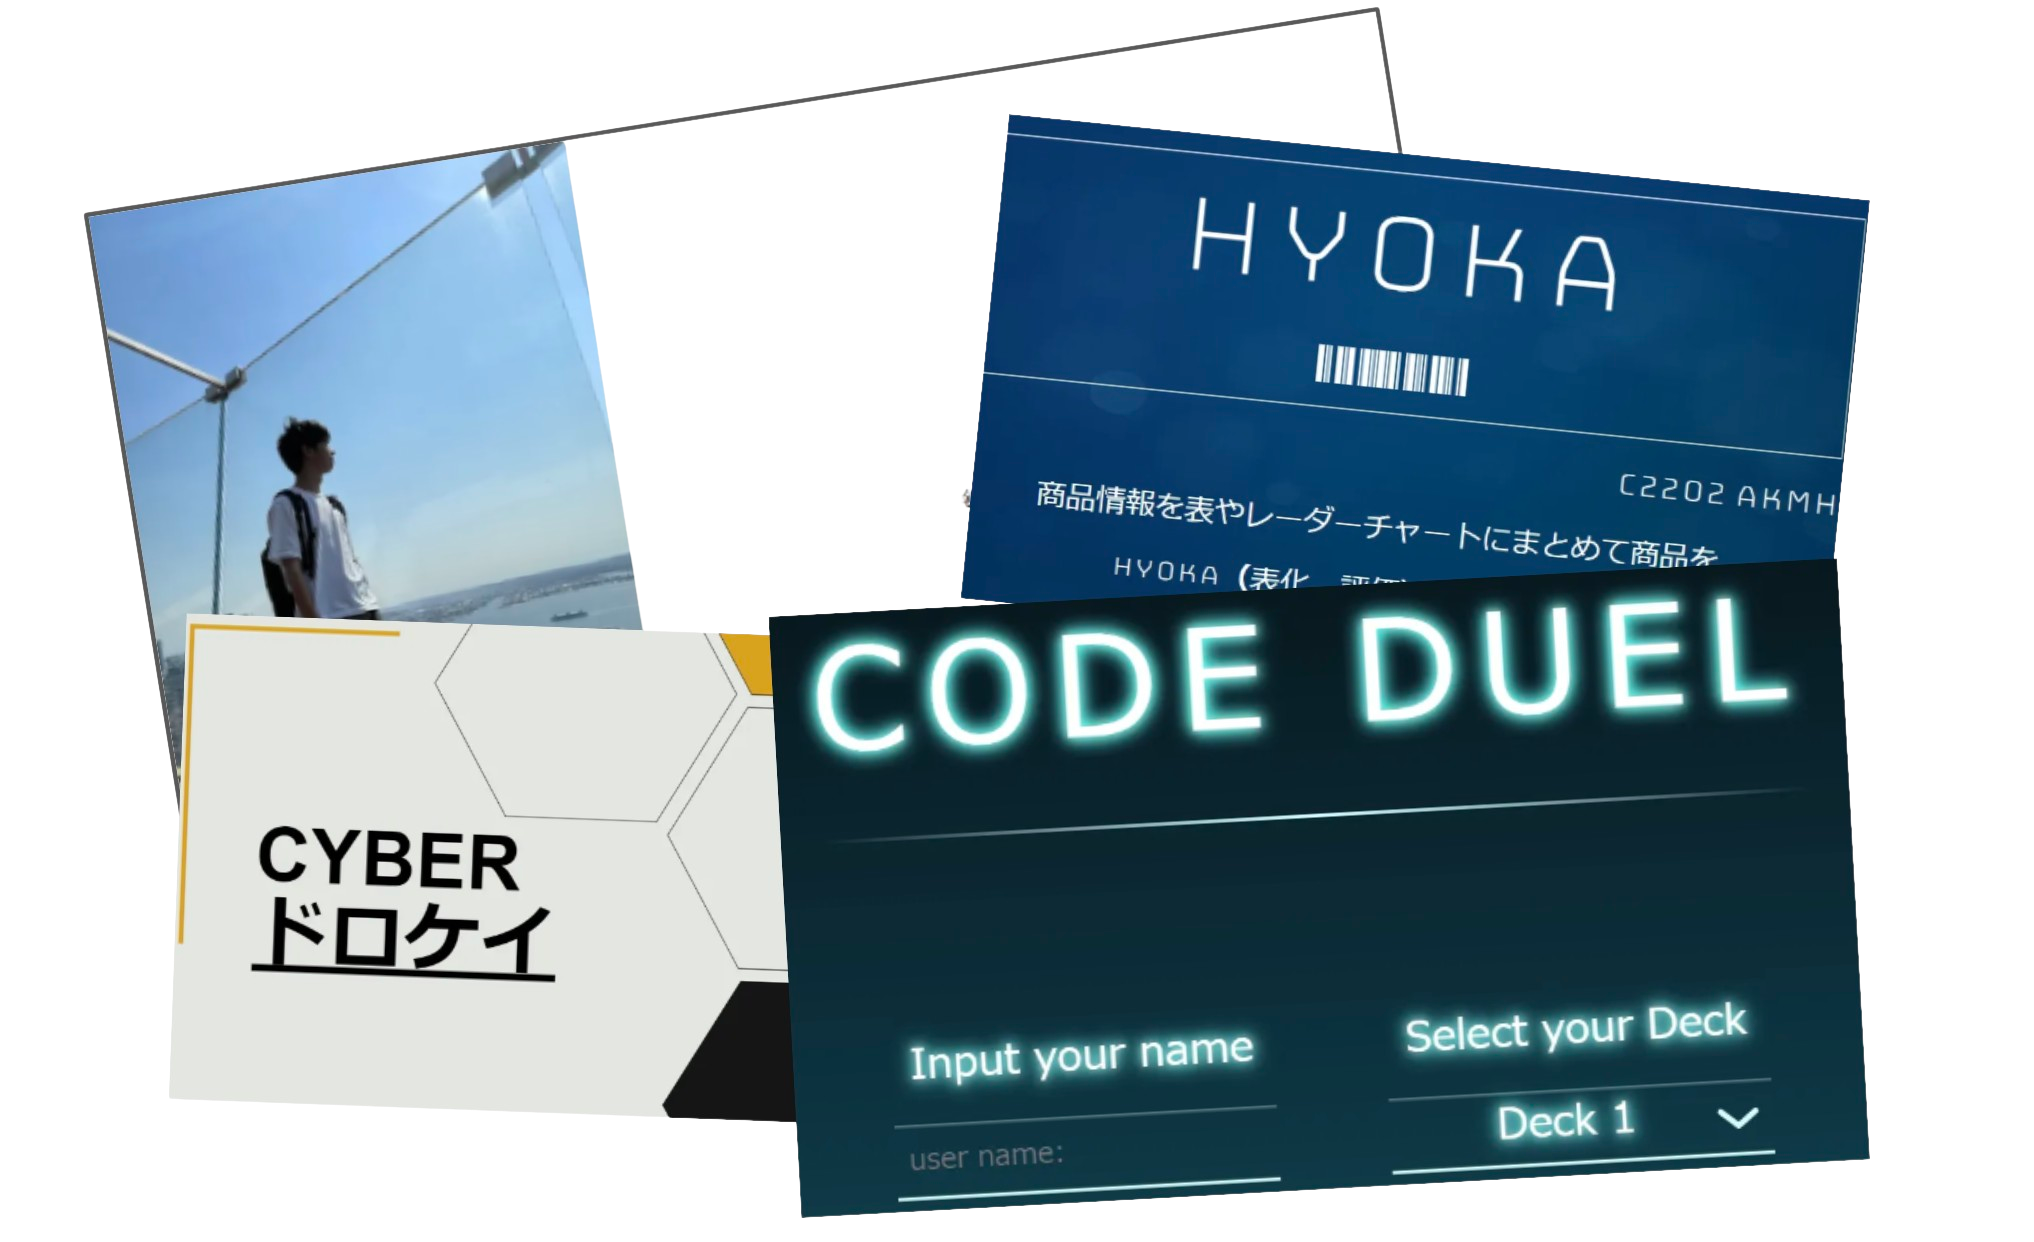 HYOKA
C2202 AKMH
商品情報を表やレーダーチャートにまとめて商品を
HYOKA（表化
CODE DUEL
CYBER
ドロケイ
Input your name
Select your Deck
user name:
Deck 1